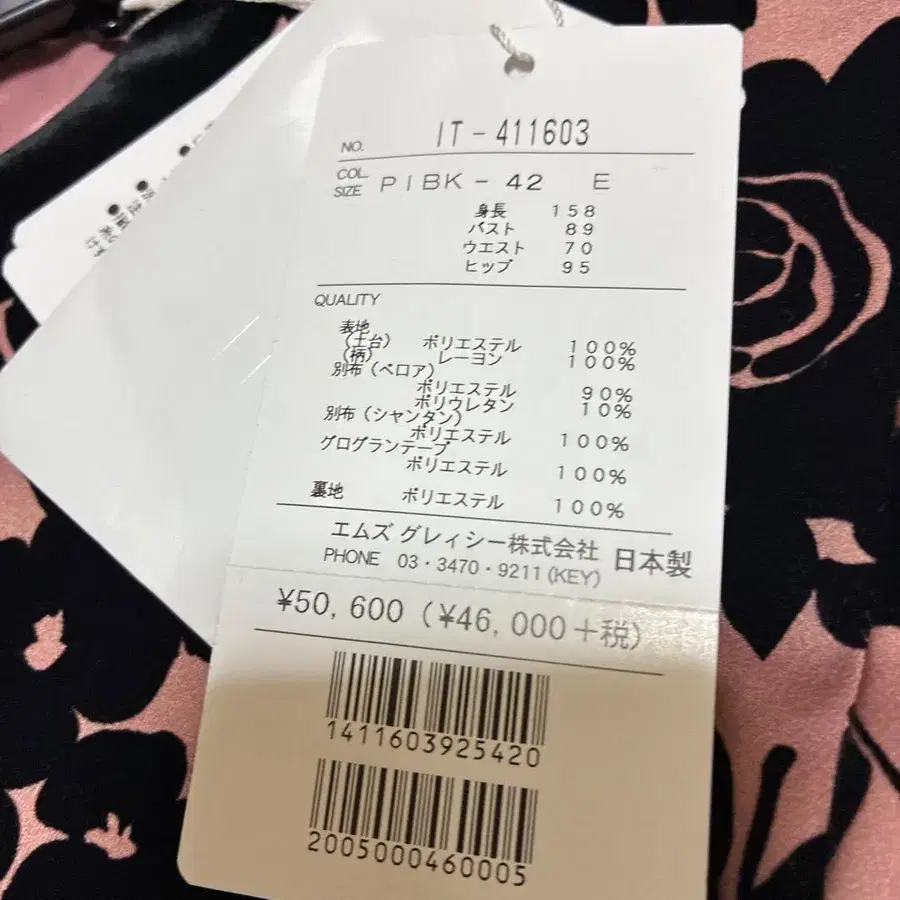 NO. IT-411603
COL.
SIZE PIBK - 42 E
身長 158
バスト 89
ウエスト 70
ヒップ 95
QUALITY
表地
(土台) ポリエステル 100%
(柄) レーヨン 100%
別布(ベロア)
ポリエステル 90%
ポリウレタン 10%
別布(シャンタン)
ポリエステル 100%
グログランテープ
ポリエステル 100%
裏地 ポリエステル 100%
エムズ グレィシー株式会社 日本製
PHONE 03・3470・9211(KEY)
¥50,600(¥46,000+税)
1411603925420
2005000460005